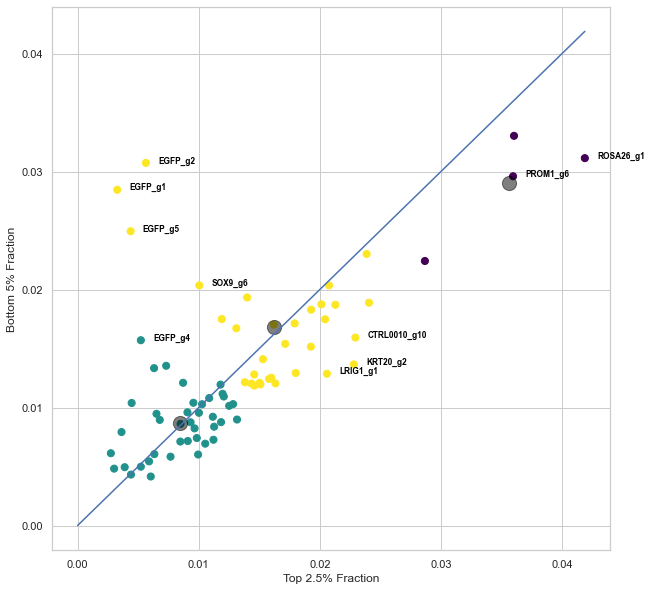 0.04
0.03
0.02
0.01
0.00
Bottom 5% Fraction
EGFP_g2
ROSA26_g1
PROM1_g6
EGFP_g1
EGFP_g5
SOX9_g6
CTRL0010_g10
EGFP_g4
KRT20_g2
LRIG1_g1
0.00 0.01 0.02 0.03 0.04
Top 2.5% Fraction